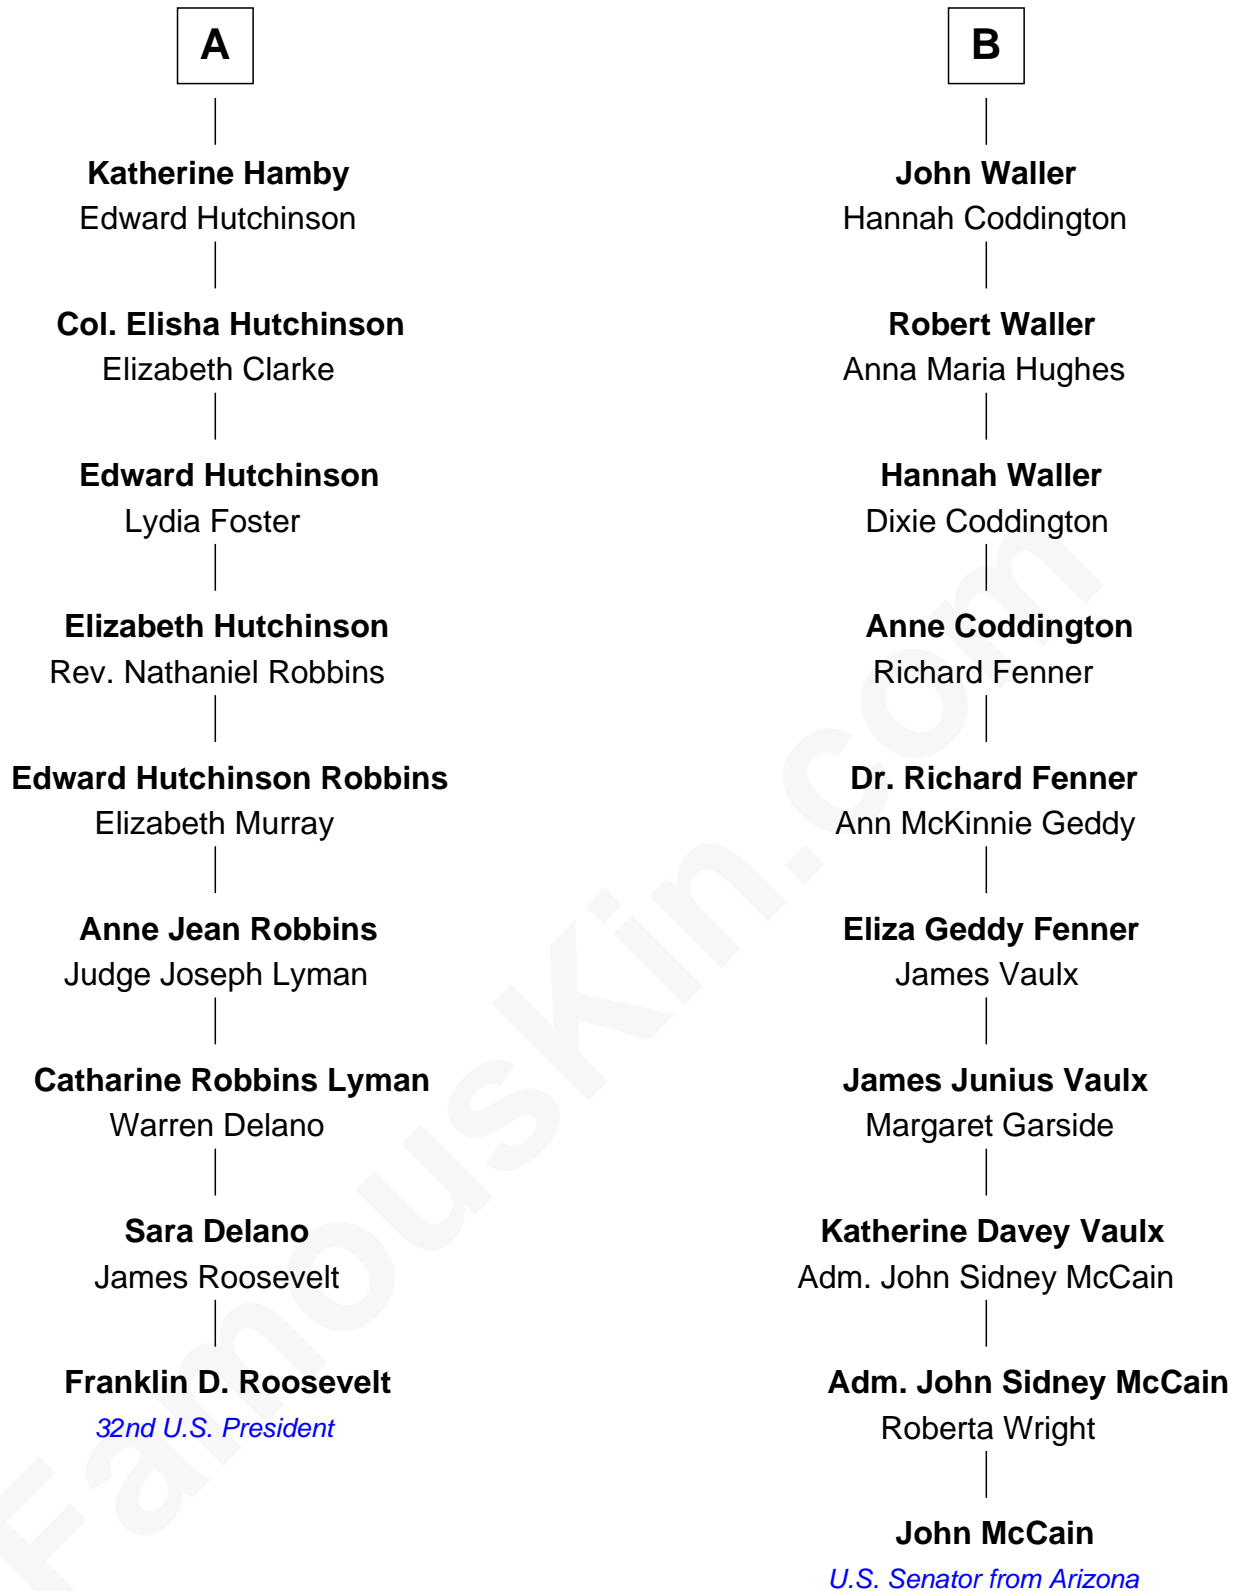 A
Katherine Hamby
Edward Hutchinson
Col. Elisha Hutchinson
Elizabeth Clarke
Edward Hutchinson
Lydia Foster
Elizabeth Hutchinson
Rev. Nathaniel Robbins
Edward Hutchinson Robbins
Elizabeth Murray
Anne Jean Robbins
Judge Joseph Lyman
Catharine Robbins Lyman
Warren Delano
Sara Delano
James Roosevelt
Franklin D. Roosevelt
32nd U.S. President
B
John Waller
Hannah Coddington
Robert Waller
Anna Maria Hughes
Hannah Waller
Dixie Coddington
Anne Coddington
Richard Fenner
Dr. Richard Fenner
Ann McKinnie Geddy
Eliza Geddy Fenner
James Vaulx
James Junius Vaulx
Margaret Garside
Katherine Davey Vaulx
Adm. John Sidney McCain
Adm. John Sidney McCain
Roberta Wright
John McCain
U.S. Senator from Arizona
FamousKin.com